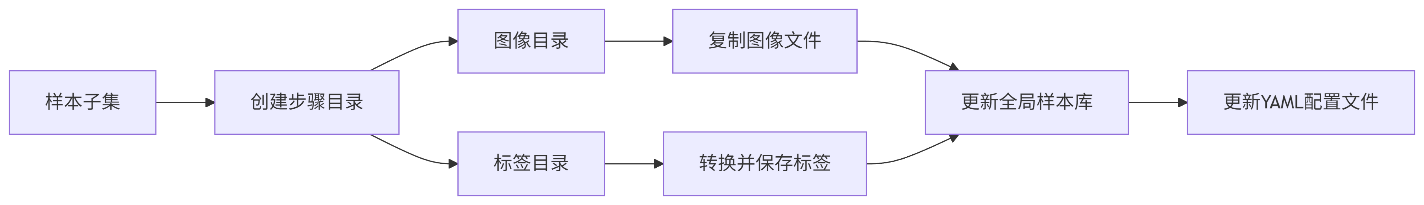 样本子集
创建步骤目录
图像目录
复制图像文件
标签目录
转换并保存标签
更新全局样本库
更新YAML配置文件